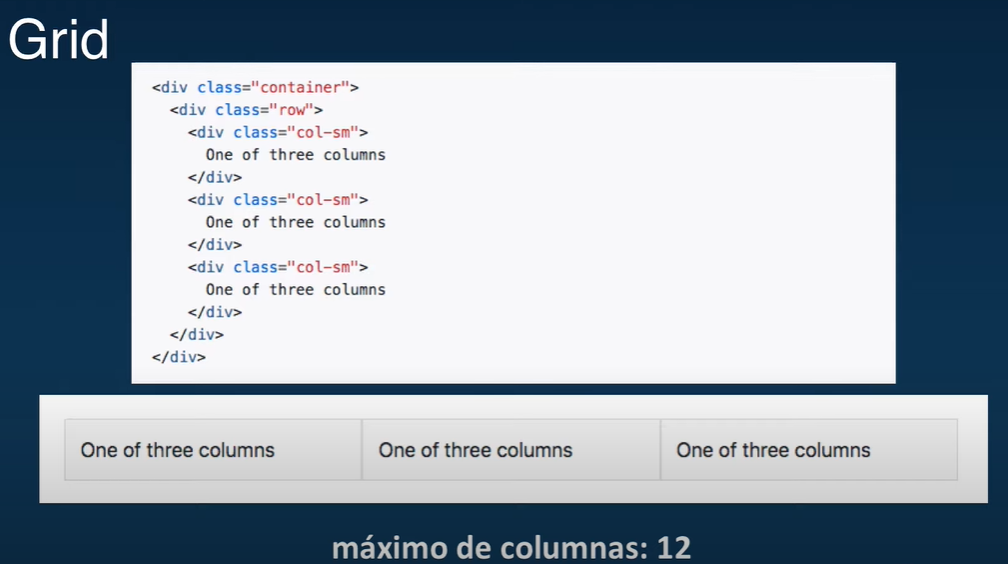 Grid
<div class="container">
<div class="row">
<div class="col-sm">
One of three columns
</div>
<div class="col-sm">
One of three columns
</div>
<div class="col-sm">
One of three columns
</div>
</div>
</div>
One of three columns One of three columns One of three columns
máximo de columnas: 12